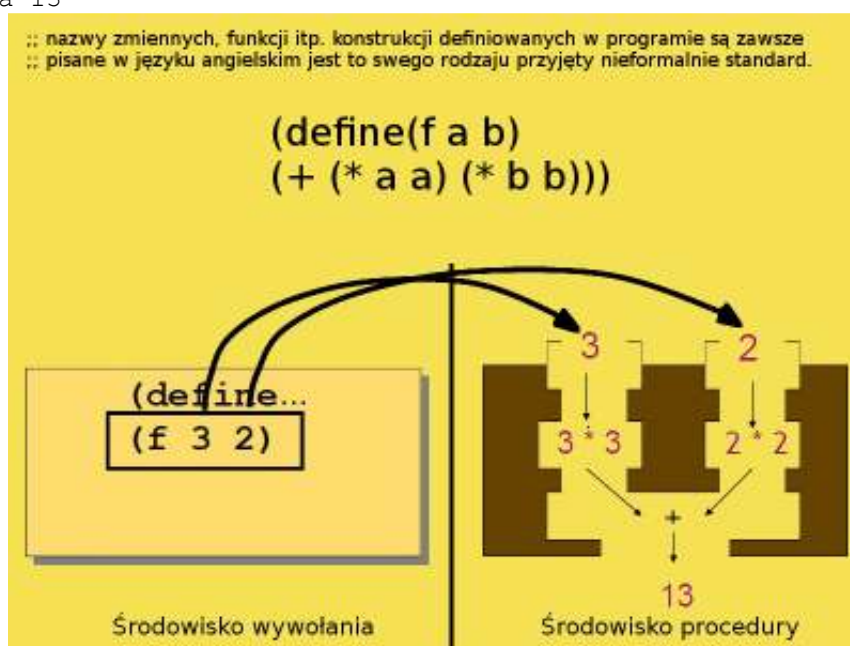 a 13
;; nazwy zmiennych, funkcji itp. konstrukcji definiowanych w programie są zawsze
;; pisane w języku angielskim jest to swego rodzaju przyjęty nieformalnie standard.
(define(f a b)
(+ (* a a) (* b b)))
(define...
(f 3 2)
3 2
3 * 3 2 * 2
+
13
Środowisko wywołania Środowisko procedury